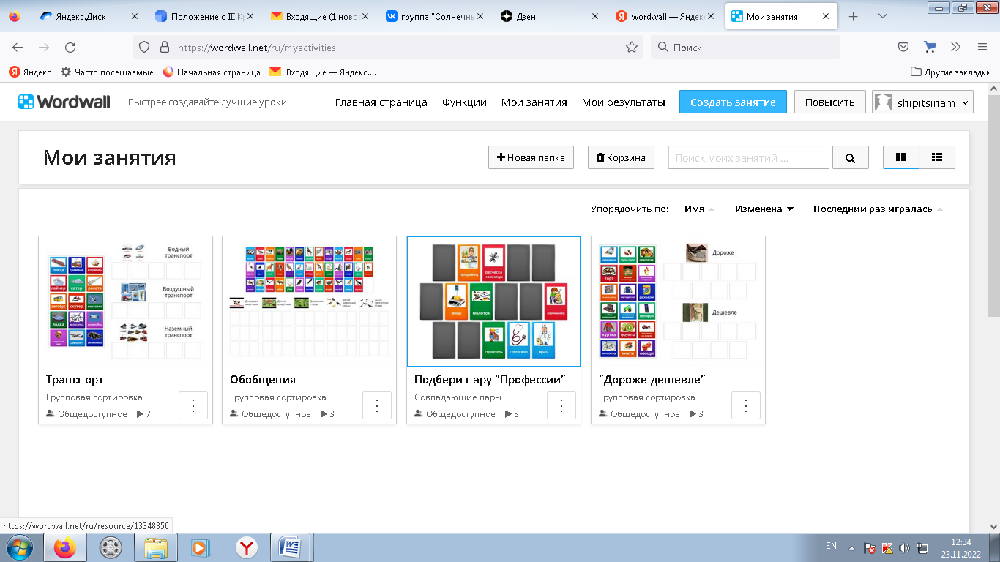 Яндекс.Диск
Положение о III Кр
Входящие (1 ново
группа "Солнечнь
Дзен
wordwall — Яндекс
Мои занятия
https://wordwall.net/ru/myactivities
Поиск
Яндекс
Часто посещаемые
Начальная страница
Входящие — Яндекс....
Другие закладки
Wordwall
Быстрее создавайте лучшие уроки
Главная страница
Функции
Мои занятия
Мои результаты
Создать занятие
Повысить
shipitsinam
Мои занятия
Новая папка
Корзина
Поиск моих занятий ...
Упорядочить по:
Имя
Изменена
Последний раз игралась
поезд
трамвай
корабль
лайнер
катер
ракета
автобус
скутер
вертолет
лодка
велосипед
самолет
автомобиль
Водный
транспорт
Воздушный
транспорт
Наземный
транспорт
продавец
расческа
ножницы
весы
молоток
парикмахер
строитель
стетоскоп
врач
торт
телефон
куртка
фрукты
велосипед
книги
овощи
раскраска
Дороже
Дешевле
Транспорт
Групповая сортировка
Общедоступное
7
Обобщения
Групповая сортировка
Общедоступное
3
Подбери пару "Профессии"
Совпадающие пары
Общедоступное
3
"Дороже-дешевле"
Групповая сортировка
Общедоступное
3
https://wordwall.net/ru/resource/13348350
EN
12:34
23.11.2022